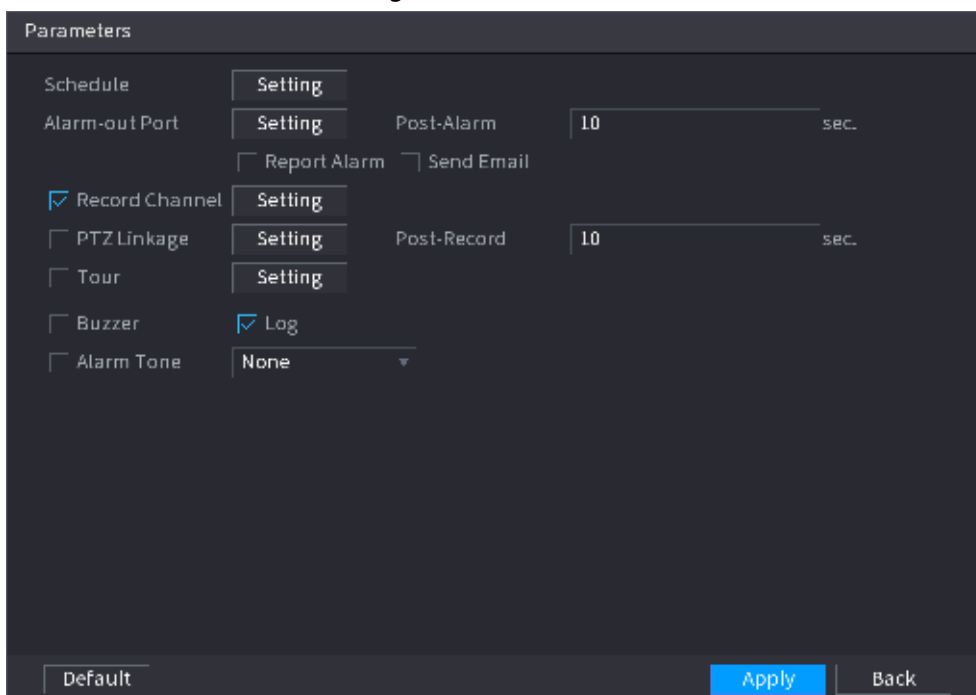 Parameters
Schedule Setting
Alarm-out Port Setting Post-Alarm 10 sec.
Report Alarm Send Email
Record Channel Setting
PTZ Linkage Setting Post-Record 10 sec.
Tour Setting
Buzzer Log
Alarm Tone None
Default Apply Back